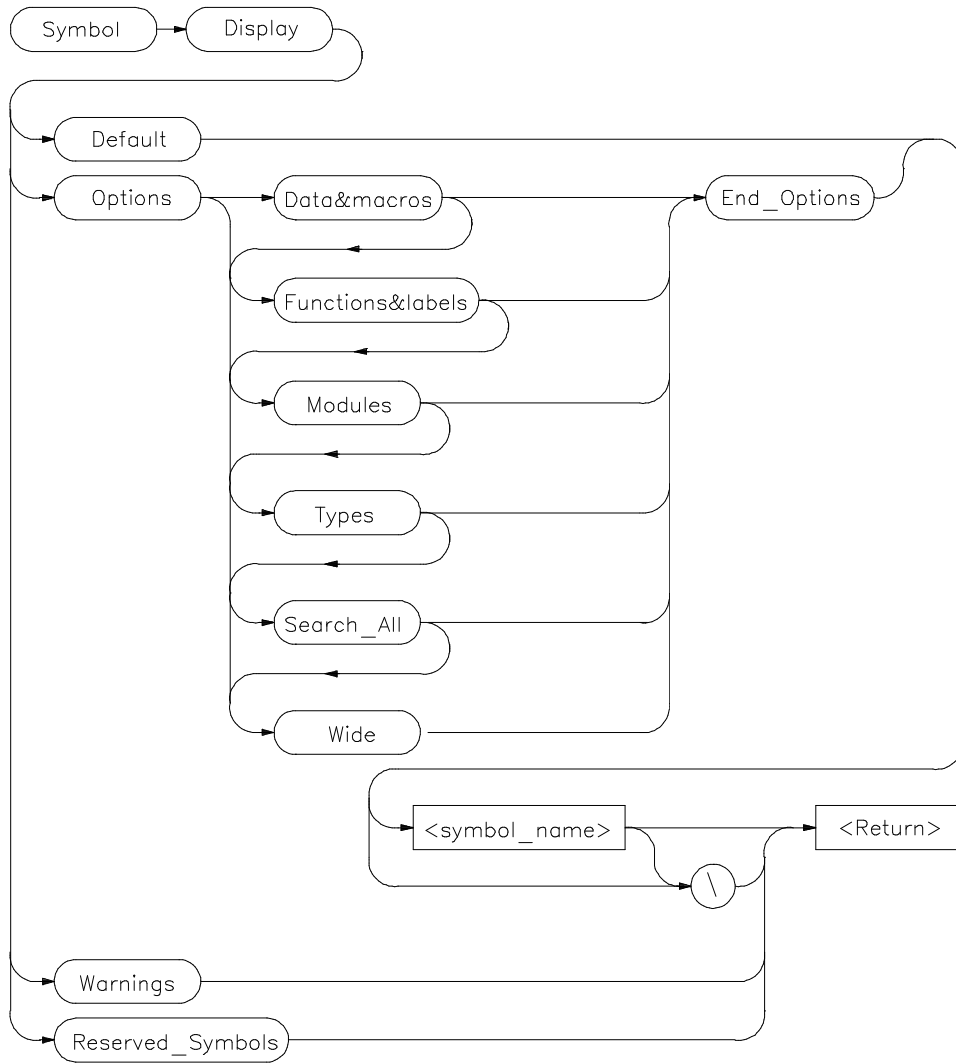 Symbol Display
Default
Options Data&macros End_Options
Functions&labels
Modules
Types
Search_All
Wide
<symbol_name> <Return>
\
Warnings
Reserved_Symbols